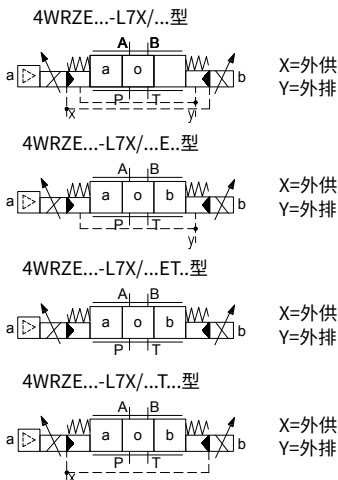 4WRZE...-L7X/...型
A B
a a o b
P T
x y
X=外供
Y=外排
4WRZE...-L7X/...E..型
A B
a a o b b
P T
y
X=外供
Y=外排
4WRZE...-L7X/...ET..型
A B
a a o b b
P T
X=外供
Y=外排
4WRZE...-L7X/...T...型
A B
a a o b b
P T
x
X=外供
Y=外排